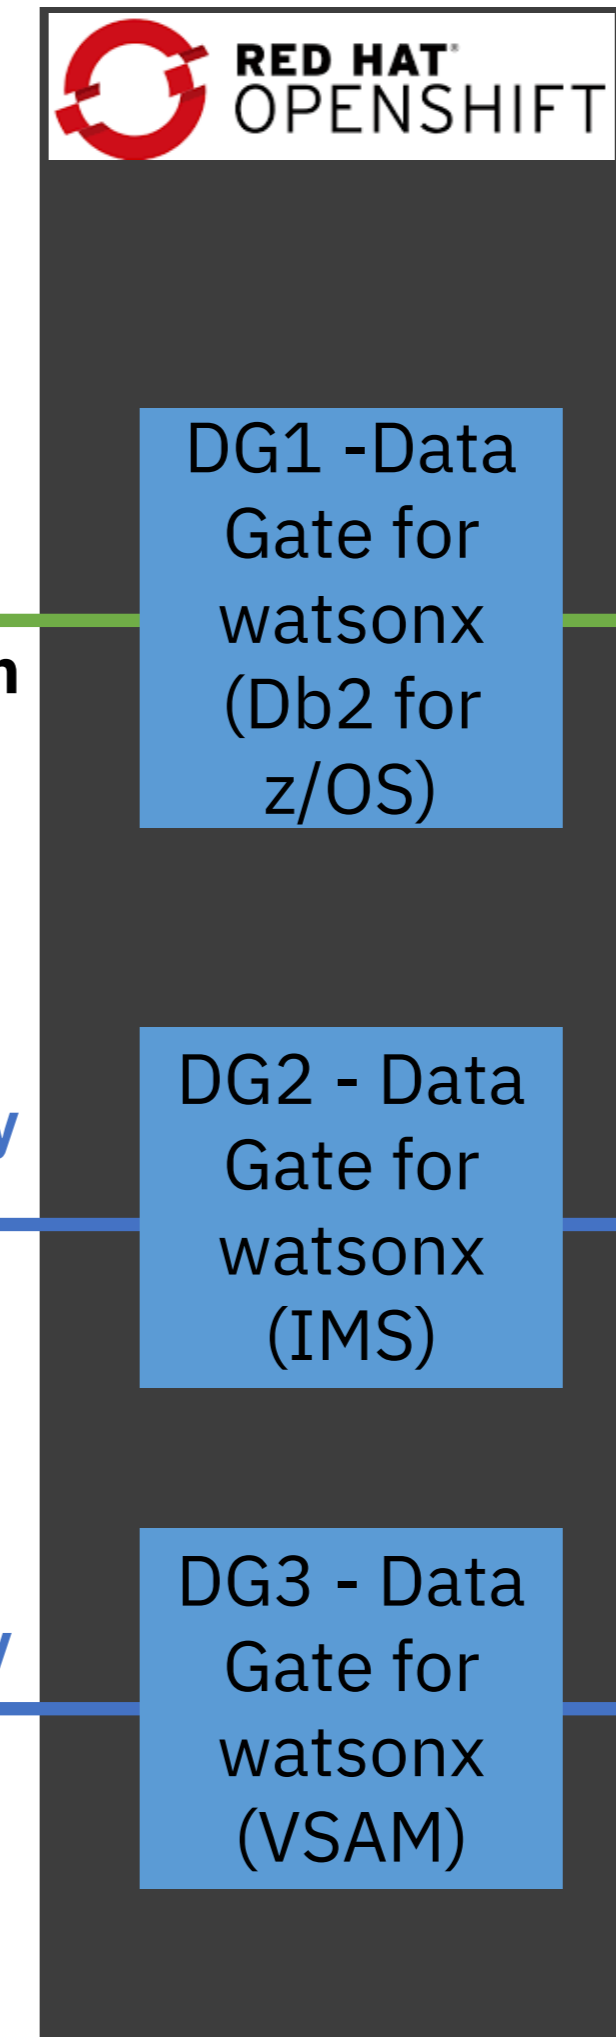 RED HAT®
OPENSHIFT
DG1 -Data
Gate for
watsonx
(Db2 for
z/OS)
DG2 - Data
Gate for
watsonx
(IMS)
DG3 - Data
Gate for
watsonx
(VSAM)